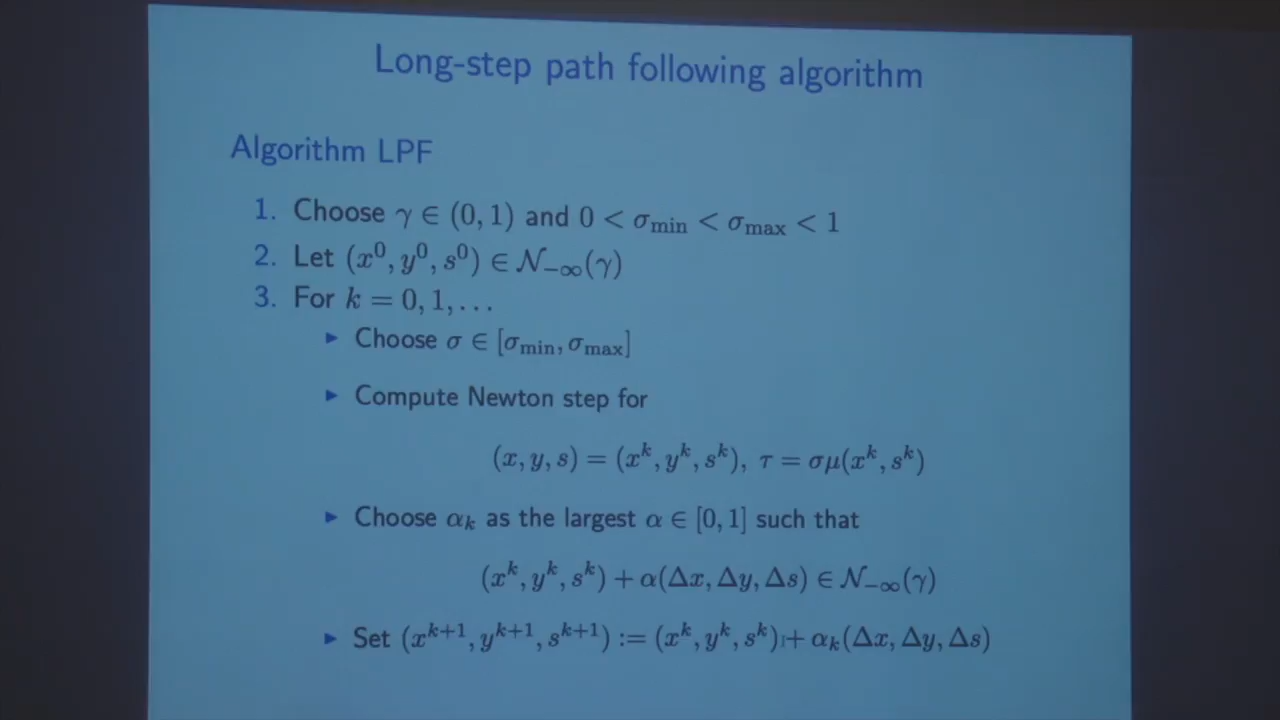 Long-step path following algorithm
Algorithm LPF
1. Choose γ ∈ (0, 1) and 0 < σ_min < σ_max < 1
2. Let (x^0, y^0, s^0) ∈ N_{−∞}(γ)
3. For k = 0, 1, . . .
▶ Choose σ ∈ [σ_min, σ_max]
▶ Compute Newton step for
(x, y, s) = (x^k, y^k, s^k), τ = σμ(x^k, s^k)
▶ Choose α_k as the largest α ∈ [0, 1] such that
(x^k, y^k, s^k) + α(Δx, Δy, Δs) ∈ N_{−∞}(γ)
▶ Set (x^{k+1}, y^{k+1}, s^{k+1}) := (x^k, y^k, s^k) + α_k(Δx, Δy, Δs)